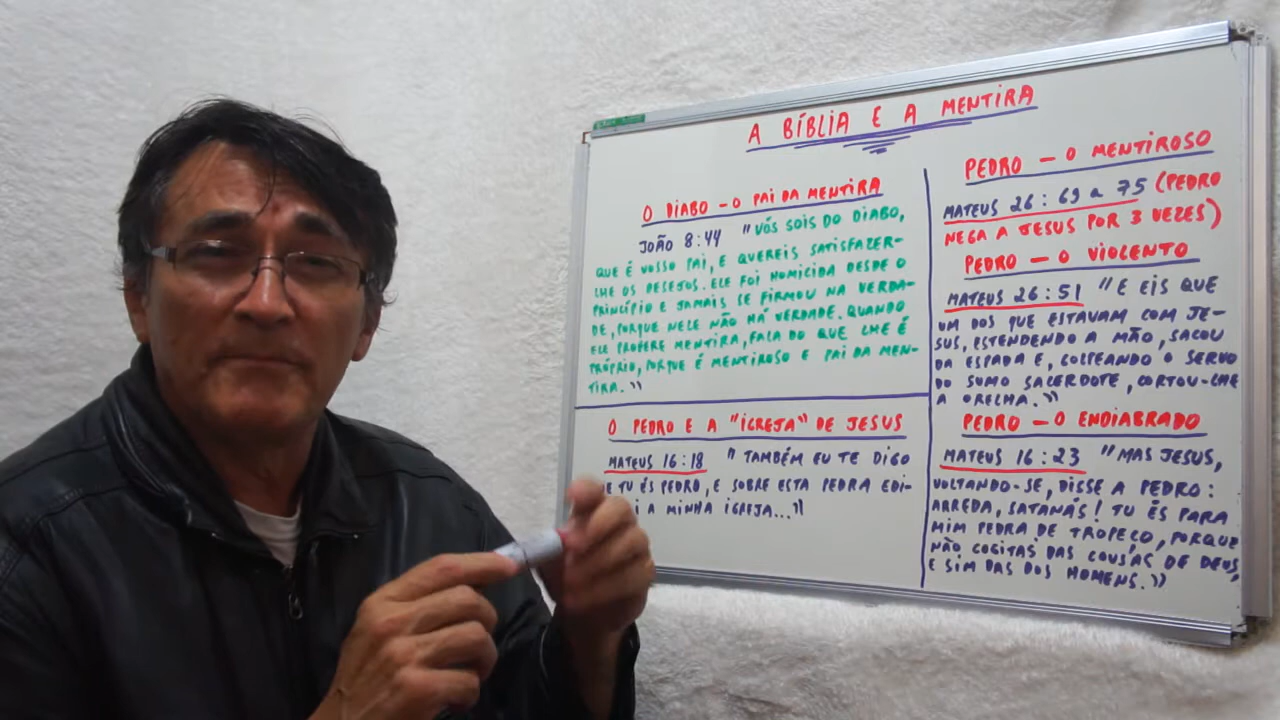 A BÍBLIA E A MENTIRA
O DIABO - O PAI DA MENTIRA
JOÃO 8:44 "VÓS SOIS DO DIABO,
QUE É VOSSO PAI, E QUEREIS SATISFAZER-
LHE OS DESEJOS. ELE FOI HOMICIDA DESDE O
PRINCÍPIO E JAMAIS SE FIRMOU NA VERDA-
DE, PORQUE NELE NÃO HÁ VERDADE. QUANDO
ELE PROFERE MENTIRA, FALA DO QUE LHE É
PRÓPRIO, PORQUE É MENTIROSO E PAI DA MEN-
TIRA."
O PEDRO E A "IGREJA" DE JESUS
MATEUS 16:18 "TAMBÉM EU TE DIGO
E TU ÉS PEDRO, E SOBRE ESTA PEDRA EDI-
I A MINHA IGREJA..."
PEDRO - O MENTIROSO
MATEUS 26:69 a 75 (PEDRO
NEGA A JESUS POR 3 VEZES)
PEDRO - O VIOLENTO
MATEUS 26:51 "E EIS QUE
UM DOS QUE ESTAVAM COM JE-
SUS, ESTENDENDO A MÃO, SACOU
DA ESPADA E, GOLPEANDO O SERVO
DO SUMO SACERDOTE, CORTOU-LHE
A ORELHA."
PEDRO - O ENDIABRADO
MATEUS 16:23 "MAS JESUS,
VOLTANDO-SE, DISSE A PEDRO:
ARREDA, SATANÁS! TU ÉS PARA
MIM PEDRA DE TROPEÇO, PORQUE
NÃO COGITAS DAS COUSAS DE DEUS,
E SIM DAS DOS HOMENS."